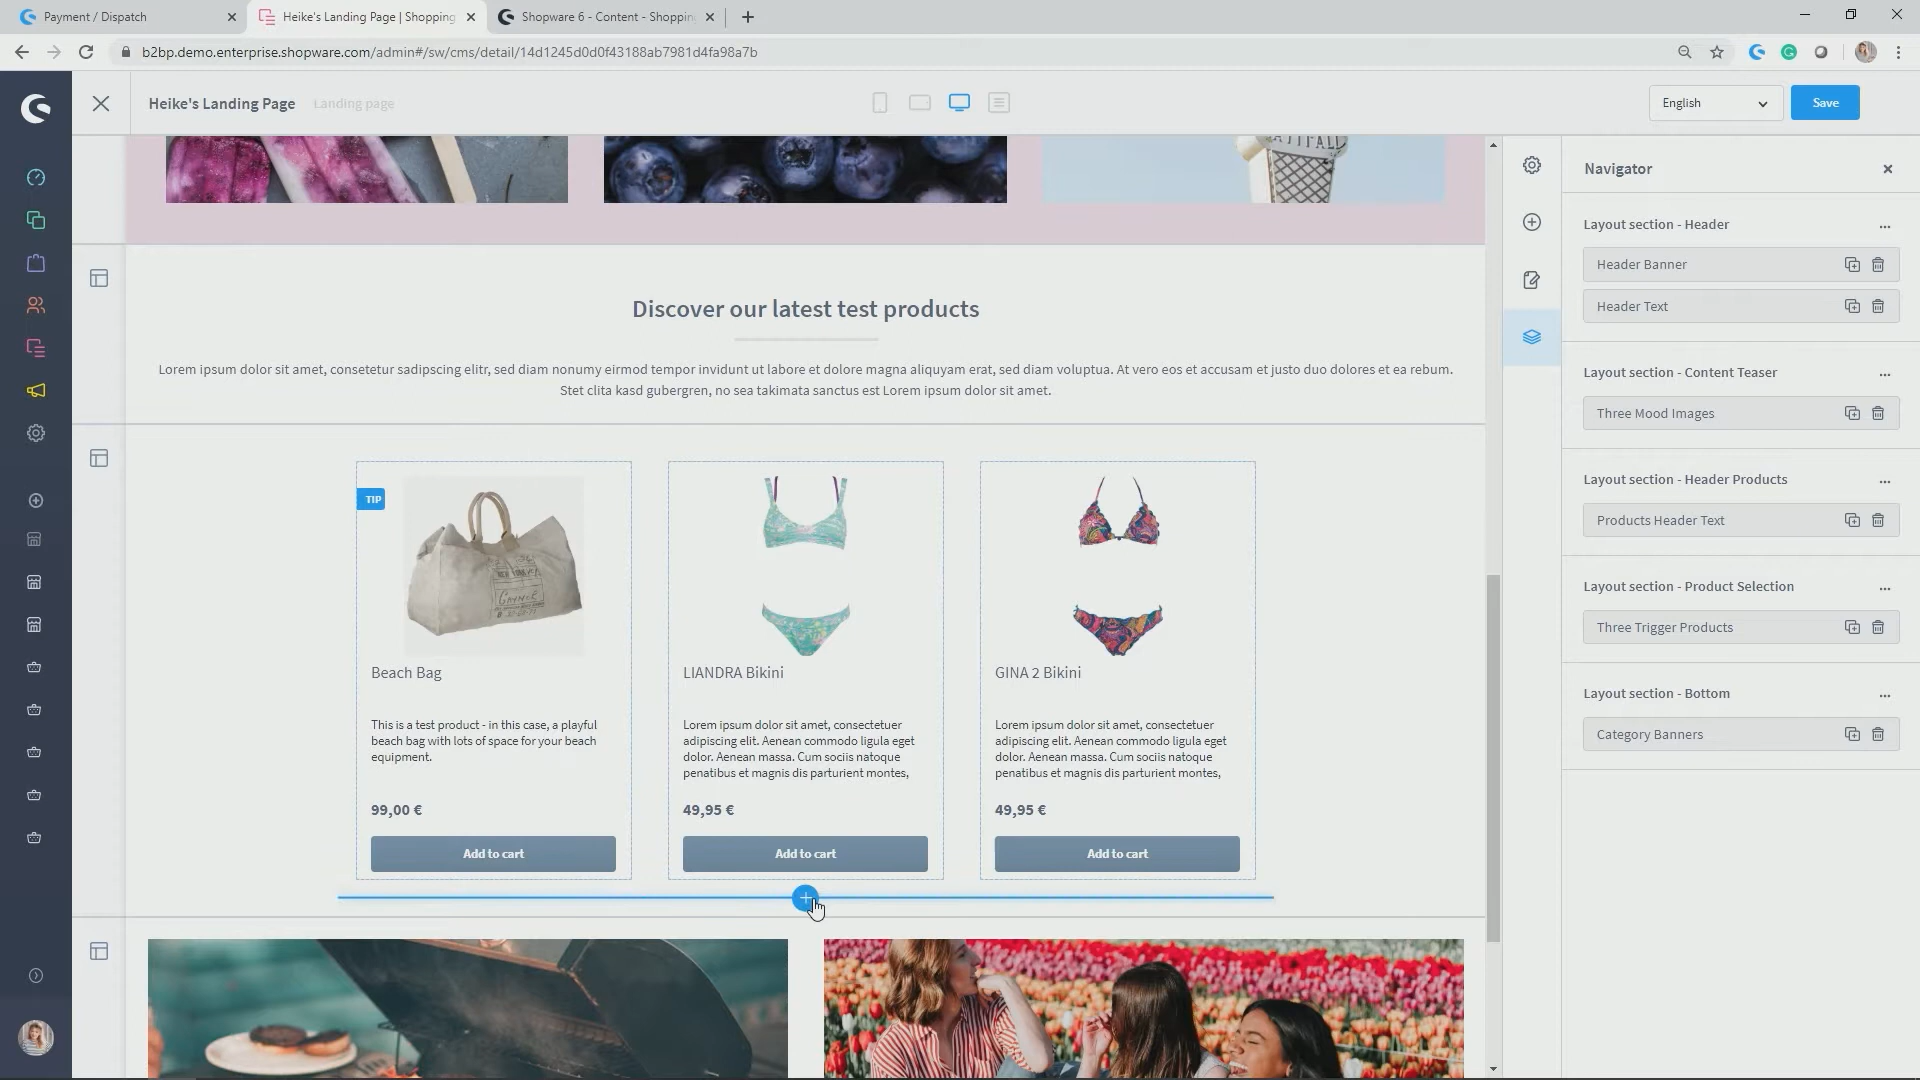 Payment / Dispatch
Heike's Landing Page | Shopping
Shopware 6 - Content - Shoppin
b2bp.demo.enterprise.shopware.com/admin#/sw/cms/detail/14d1245d0d0f43188ab7981d4fa98a7b
Heike's Landing Page
Landing page
English
Save
Navigator
Layout section - Header
Header Banner
Header Text
Layout section - Content Teaser
Three Mood Images
Layout section - Header Products
Products Header Text
Layout section - Product Selection
Three Trigger Products
Layout section - Bottom
Category Banners
Discover our latest test products
Lorem ipsum dolor sit amet, consetetur sadipscing elitr, sed diam nonumy eirmod tempor invidunt ut labore et dolore magna aliquyam erat, sed diam voluptua. At vero eos et accusam et justo duo dolores et ea rebum.
Stet clita kasd gubergren, no sea takimata sanctus est Lorem ipsum dolor sit amet.
TIP
Beach Bag
This is a test product - in this case, a playful
beach bag with lots of space for your beach
equipment.
99,00 €
Add to cart
LIANDRA Bikini
Lorem ipsum dolor sit amet, consectetuer
adipiscing elit. Aenean commodo ligula eget
dolor. Aenean massa. Cum sociis natoque
penatibus et magnis dis parturient montes,
49,95 €
Add to cart
GINA 2 Bikini
Lorem ipsum dolor sit amet, consectetuer
adipiscing elit. Aenean commodo ligula eget
dolor. Aenean massa. Cum sociis natoque
penatibus et magnis dis parturient montes,
49,95 €
Add to cart